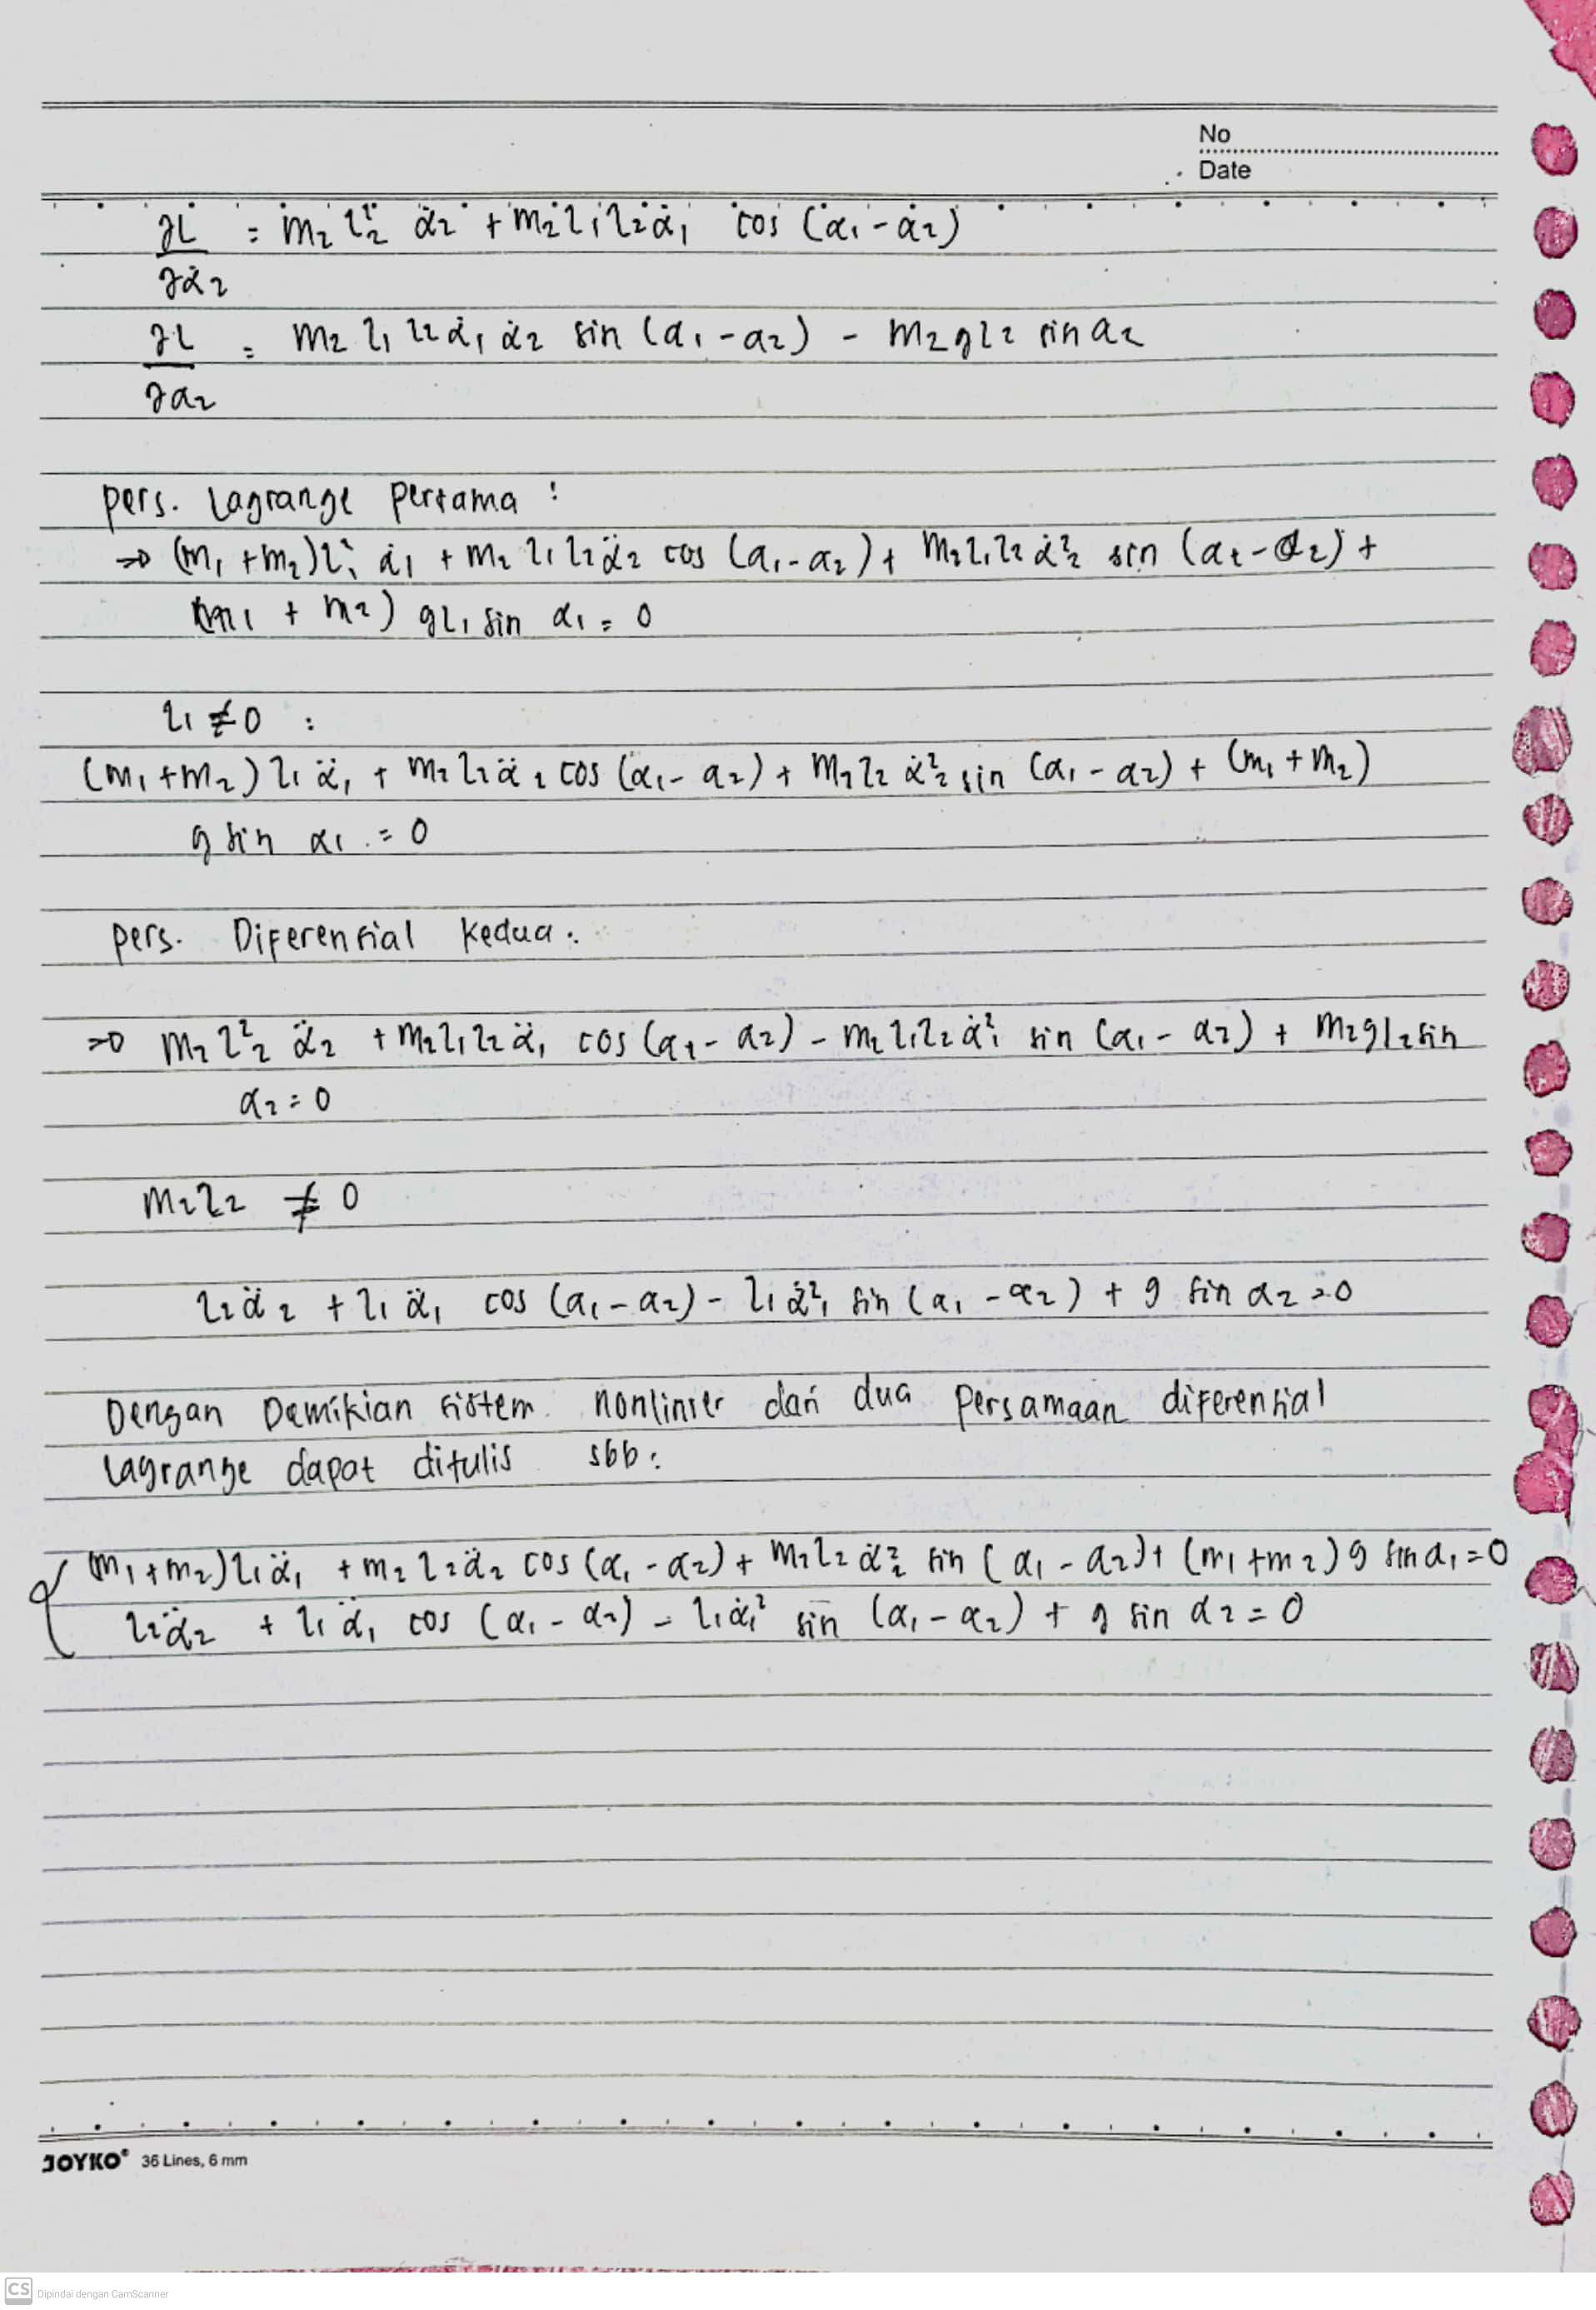 No
Date
∂L = m₂ l₂² α̇₂ + m₂ l₁ l₂ α̇₁ cos (α₁ - α₂)
∂α̇₂
∂L = m₂ l₁ l₂ α̇₁ α̇₂ sin (α₁ - α₂) - m₂ g l₂ sin α₂
∂α₂
Pers. Lagrange Pertama :
⇒ (m₁ + m₂) l₁² α̈₁ + m₂ l₁ l₂ α̈₂ cos (α₁ - α₂) + m₂ l₁ l₂ α̇₂² sin (α₁ - α₂) +
(m₁ + m₂) g l₁ sin α₁ = 0
l₁ ≠ 0 :
(m₁ + m₂) l₁ α̈₁ + m₂ l₂ α̈₂ cos (α₁ - α₂) + m₂ l₂ α̇₂² sin (α₁ - α₂) + (m₁ + m₂)
g sin α₁ = 0
Pers. Diferensial Kedua :
⇒ m₂ l₂² α̈₂ + m₂ l₁ l₂ α̈₁ cos (α₁ - α₂) - m₂ l₁ l₂ α̇₁² sin (α₁ - α₂) + m₂ g l₂ sin
α₂ = 0
m₂ l₂ ≠ 0
l₂ α̈₂ + l₁ α̈₁ cos (α₁ - α₂) - l₁ α̇₁² sin (α₁ - α₂) + g sin α₂ = 0
Dengan Demikian sistem nonlinier dari dua Persamaan diferensial
Lagrange dapat ditulis sbb :
(m₁ + m₂) l₁ α̈₁ + m₂ l₂ α̈₂ cos (α₁ - α₂) + m₂ l₂ α̇₂² sin (α₁ - α₂) + (m₁ + m₂) g sin α₁ = 0
l₂ α̈₂ + l₁ α̈₁ cos (α₁ - α₂) - l₁ α̇₁² sin (α₁ - α₂) + g sin α₂ = 0
JOYKO® 36 Lines, 6 mm
CS Dipindai dengan CamScanner